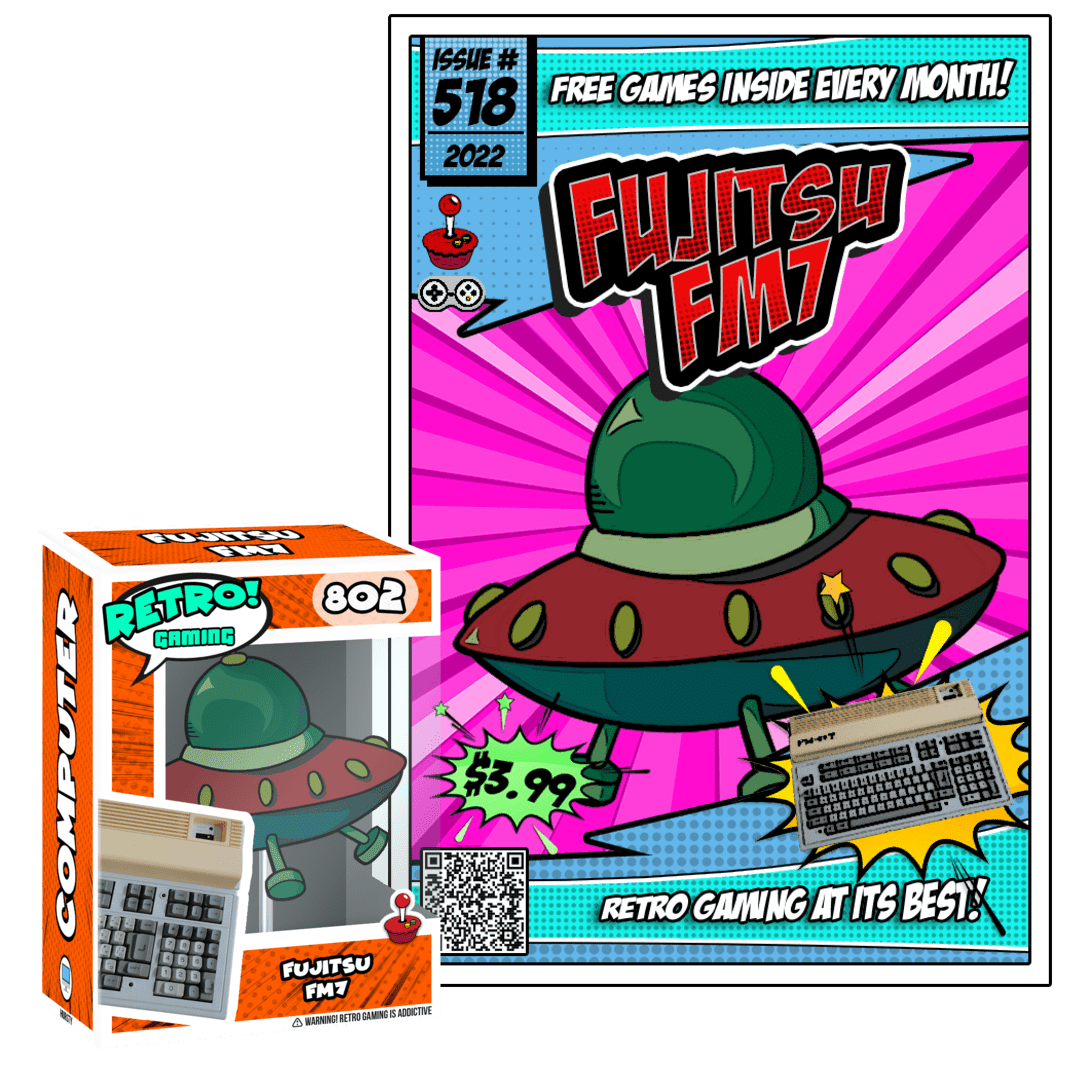 ISSUE #
518
2022
FREE GAMES INSIDE EVERY MONTH!
FUJITSU
FM7
$3.99
RETRO GAMING AT ITS BEST!
FUJITSU
FM7
RETRO!
GAMING
802
COMPUTER
FUJITSU
FM7
WARNING! RETRO GAMING IS ADDICTIVE